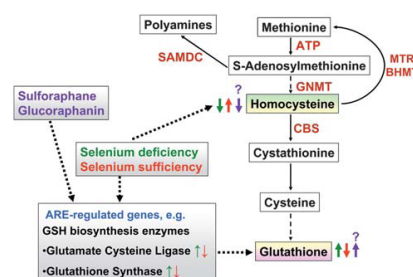 Polyamines
Methionine
SAMDC
ATP
MTR
BHMT
S-Adenosylmethionine
GNMT
?
Sulforaphane
Glucoraphanin
↓↑↓
Homocysteine
CBS
Selenium deficiency
Selenium sufficiency
Cystathionine
Cysteine
ARE-regulated genes, e.g.
GSH biosynthesis enzymes
•Glutamate Cysteine Ligase ↑↓
•Glutathione Synthase ↑↓
?
Glutathione
↑↓↑